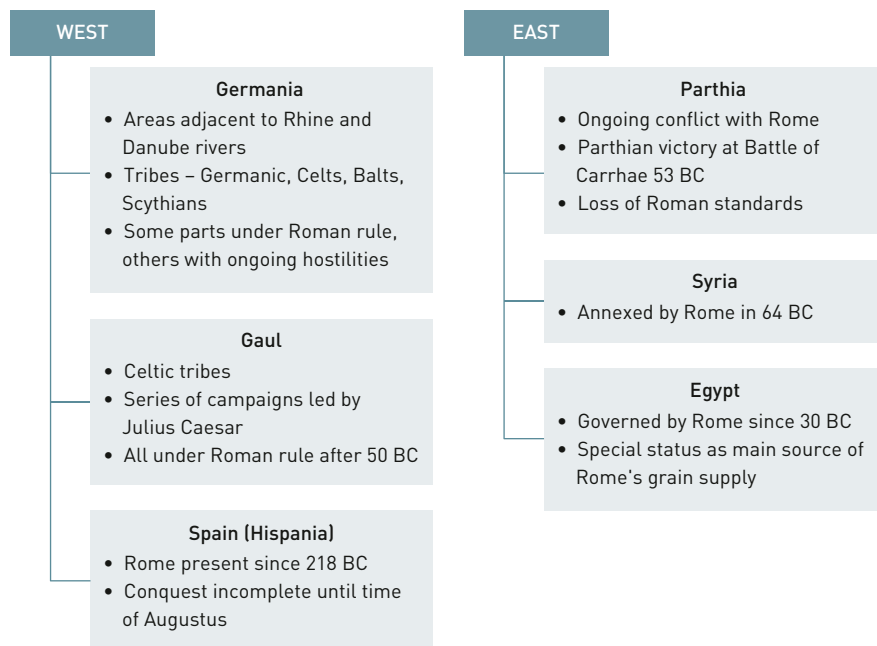 WEST
Germania
• Areas adjacent to Rhine and
Danube rivers
• Tribes – Germanic, Celts, Balts,
Scythians
• Some parts under Roman rule,
others with ongoing hostilities
Gaul
• Celtic tribes
• Series of campaigns led by
Julius Caesar
• All under Roman rule after 50 BC
Spain (Hispania)
• Rome present since 218 BC
• Conquest incomplete until time
of Augustus
EAST
Parthia
• Ongoing conflict with Rome
• Parthian victory at Battle of
Carrhae 53 BC
• Loss of Roman standards
Syria
• Annexed by Rome in 64 BC
Egypt
• Governed by Rome since 30 BC
• Special status as main source of
Rome's grain supply